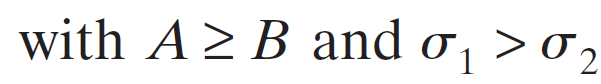 with A ≥ B and σ₁ > σ₂